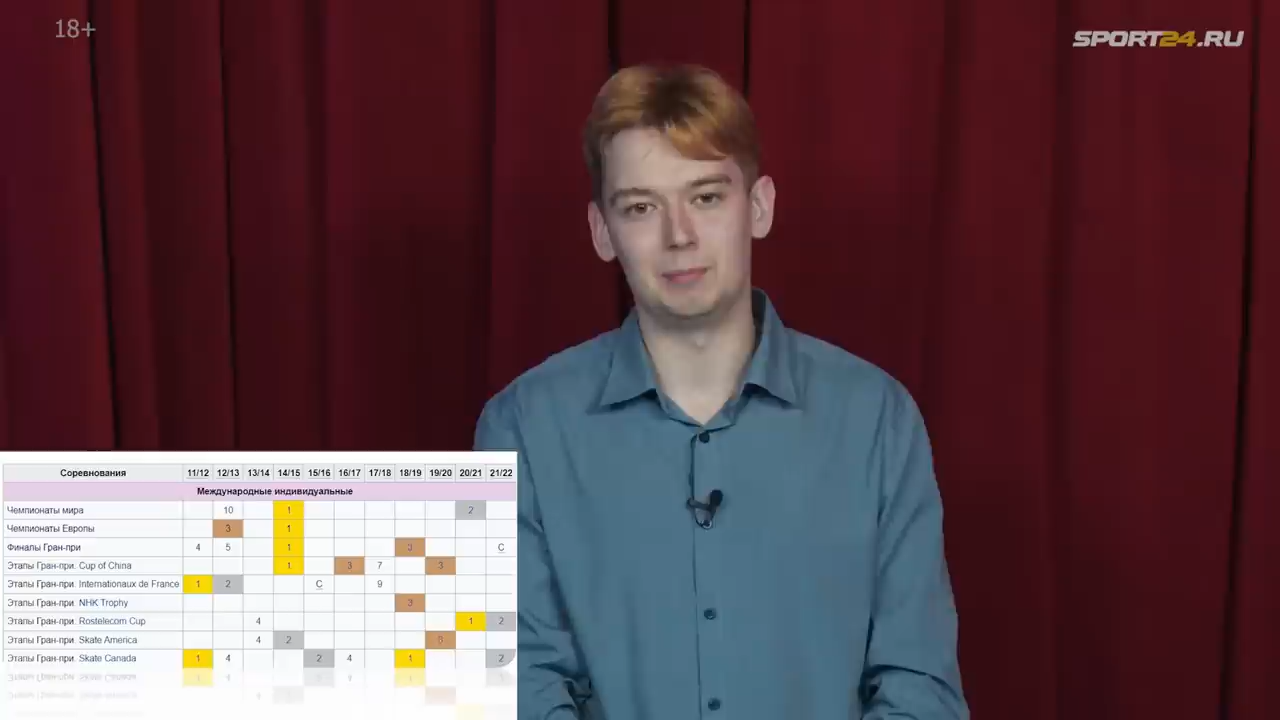 18+
SPORT24.RU
Соревнования 11/12 12/13 13/14 14/15 15/16 16/17 17/18 18/19 19/20 20/21 21/22
Международные индивидуальные
Чемпионаты мира 10 1 2
Чемпионаты Европы 3 1
Финалы Гран-при 4 5 1 3 C
Этапы Гран-при. Cup of China 1 3 7 3
Этапы Гран-при. Internationaux de France 1 2 C 9
Этапы Гран-при. NHK Trophy 3
Этапы Гран-при. Rostelecom Cup 4 1 2
Этапы Гран-при. Skate America 4 2
Этапы Гран-при. Skate Canada 1 4 2 4 1 2